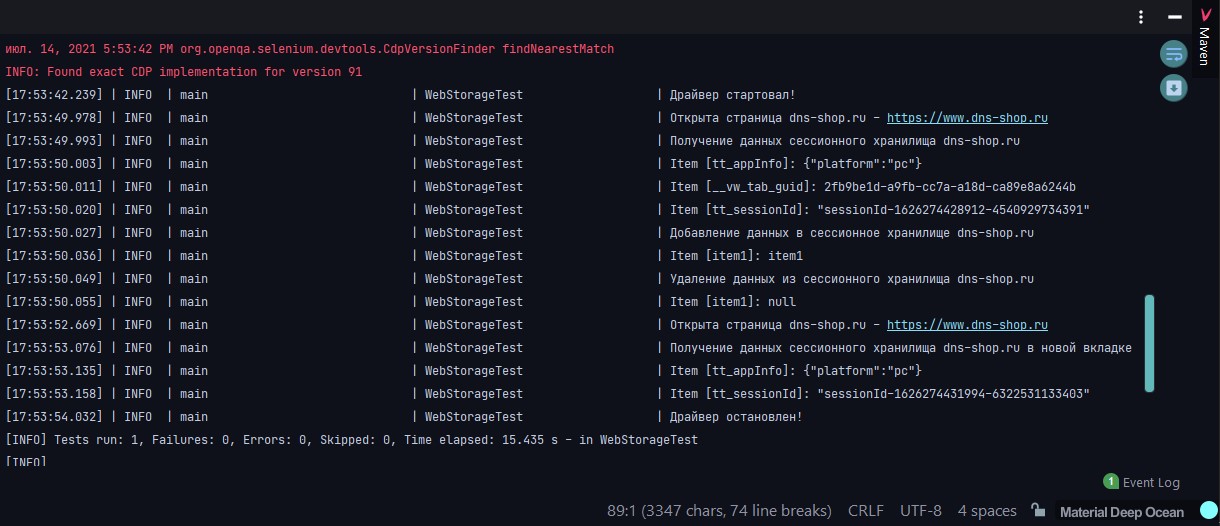 Maven
июл. 14, 2021 5:53:42 PM org.openqa.selenium.devtools.CdpVersionFinder findNearestMatch
INFO: Found exact CDP implementation for version 91
[17:53:42.239] | INFO | main | WebStorageTest | Драйвер стартовал!
[17:53:49.978] | INFO | main | WebStorageTest | Открыта страница dns-shop.ru - https://www.dns-shop.ru
[17:53:49.993] | INFO | main | WebStorageTest | Получение данных сессионного хранилища dns-shop.ru
[17:53:50.003] | INFO | main | WebStorageTest | Item [tt_appInfo]: {"platform":"pc"}
[17:53:50.011] | INFO | main | WebStorageTest | Item [__vw_tab_guid]: 2fb9be1d-a9fb-cc7a-a18d-ca89e8a6244b
[17:53:50.020] | INFO | main | WebStorageTest | Item [tt_sessionId]: "sessionId-1626274428912-4540929734391"
[17:53:50.027] | INFO | main | WebStorageTest | Добавление данных в сессионное хранилище dns-shop.ru
[17:53:50.036] | INFO | main | WebStorageTest | Item [item1]: item1
[17:53:50.049] | INFO | main | WebStorageTest | Удаление данных из сессионного хранилища dns-shop.ru
[17:53:50.055] | INFO | main | WebStorageTest | Item [item1]: null
[17:53:52.669] | INFO | main | WebStorageTest | Открыта страница dns-shop.ru - https://www.dns-shop.ru
[17:53:53.076] | INFO | main | WebStorageTest | Получение данных сессионного хранилища dns-shop.ru в новой вкладке
[17:53:53.135] | INFO | main | WebStorageTest | Item [tt_appInfo]: {"platform":"pc"}
[17:53:53.158] | INFO | main | WebStorageTest | Item [tt_sessionId]: "sessionId-1626274431994-6322531133403"
[17:53:54.032] | INFO | main | WebStorageTest | Драйвер остановлен!
[INFO] Tests run: 1, Failures: 0, Errors: 0, Skipped: 0, Time elapsed: 15.435 s - in WebStorageTest
[INFO]
1 Event Log
89:1 (3347 chars, 74 line breaks) CRLF UTF-8 4 spaces Material Deep Ocean